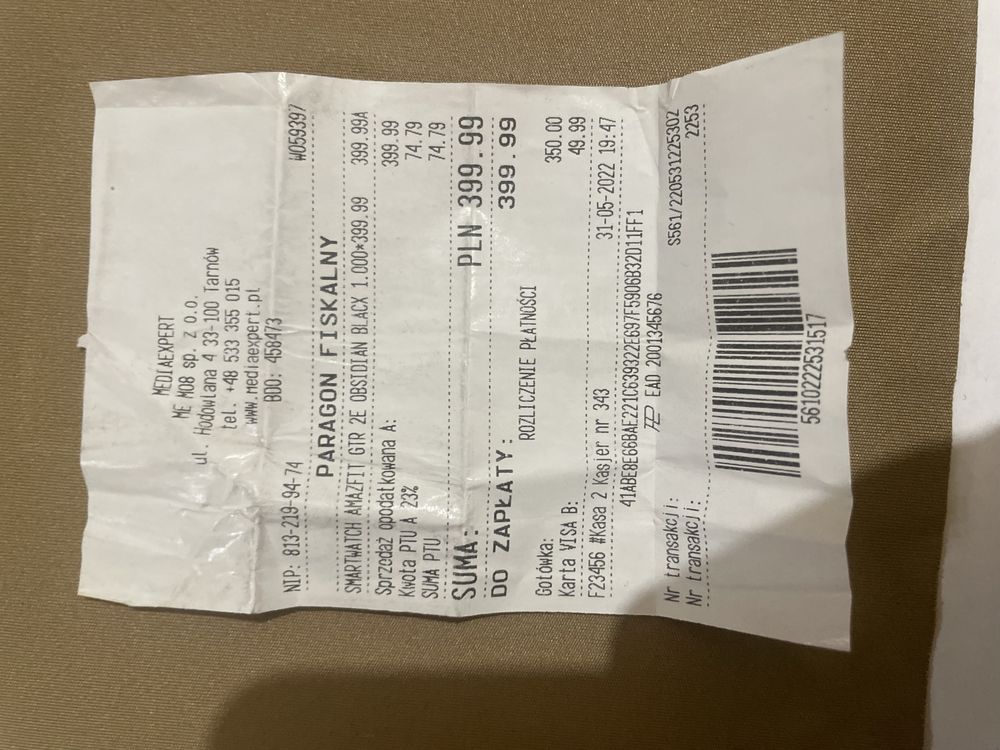 MEDIAEXPERT
ME M08 sp. z o.o.
ul. Hodowlana 4 33-100 Tarnów
tel. +48 533 355 015
www.mediaexpert.pl
BDO: 458473
NIP: 813-219-94-74 W059397
PARAGON FISKALNY
SMARTWATCH AMAZFIT GTR 2E OBSIDIAN BLACK 1.000*399.99 399.99A
Sprzedaż opodatkowana A: 399.99
Kwota PTU A 23% 74.79
SUMA PTU 74.79
SUMA: PLN 399.99
DO ZAPŁATY: 399.99
ROZLICZENIE PŁATNOŚCI
Gotówka: 350.00
Karta VISA B: 49.99
F23456 #Kasa 2 Kasjer nr 343 31-05-2022 19.47
41ABE8E66BAE221C639322E697F5906B32D11FF1
EAD 2001345676
Nr transakcji: S561/220531225302
Nr transakcji: 2253
5610222531517